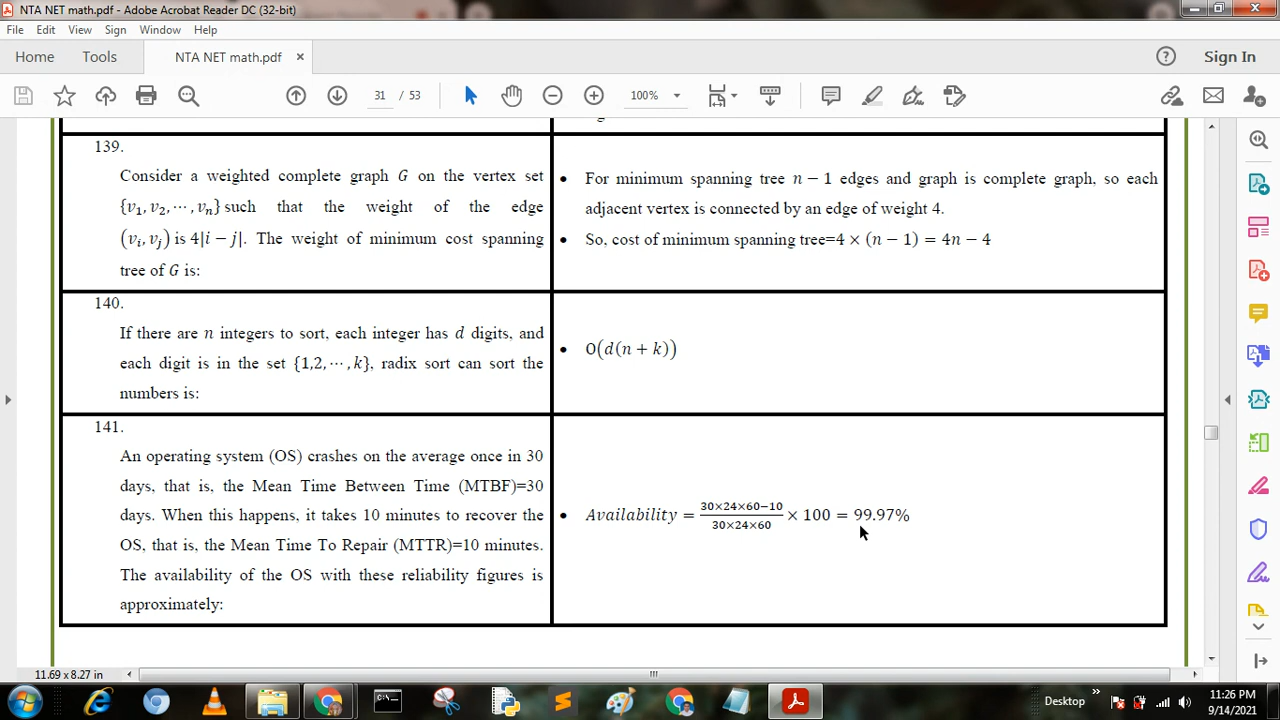 NTA NET math.pdf - Adobe Acrobat Reader DC (32-bit)
File Edit View Sign Window Help
Home Tools NTA NET math.pdf × Sign In
31 / 53 100%
139.
Consider a weighted complete graph G on the vertex set
{v₁, v₂, ⋯, vₙ} such that the weight of the edge
(vᵢ, vⱼ) is 4|i − j|. The weight of minimum cost spanning
tree of G is:
• For minimum spanning tree n − 1 edges and graph is complete graph, so each
adjacent vertex is connected by an edge of weight 4.
• So, cost of minimum spanning tree=4 × (n − 1) = 4n − 4
140.
If there are n integers to sort, each integer has d digits, and
each digit is in the set {1,2, ⋯, k}, radix sort can sort the
numbers is:
• O(d(n + k))
141.
An operating system (OS) crashes on the average once in 30
days, that is, the Mean Time Between Time (MTBF)=30
days. When this happens, it takes 10 minutes to recover the
OS, that is, the Mean Time To Repair (MTTR)=10 minutes.
The availability of the OS with these reliability figures is
approximately:
• Availability = (30×24×60−10)/(30×24×60) × 100 = 99.97%
11.69 x 8.27 in
Desktop » 11:26 PM
9/14/2021